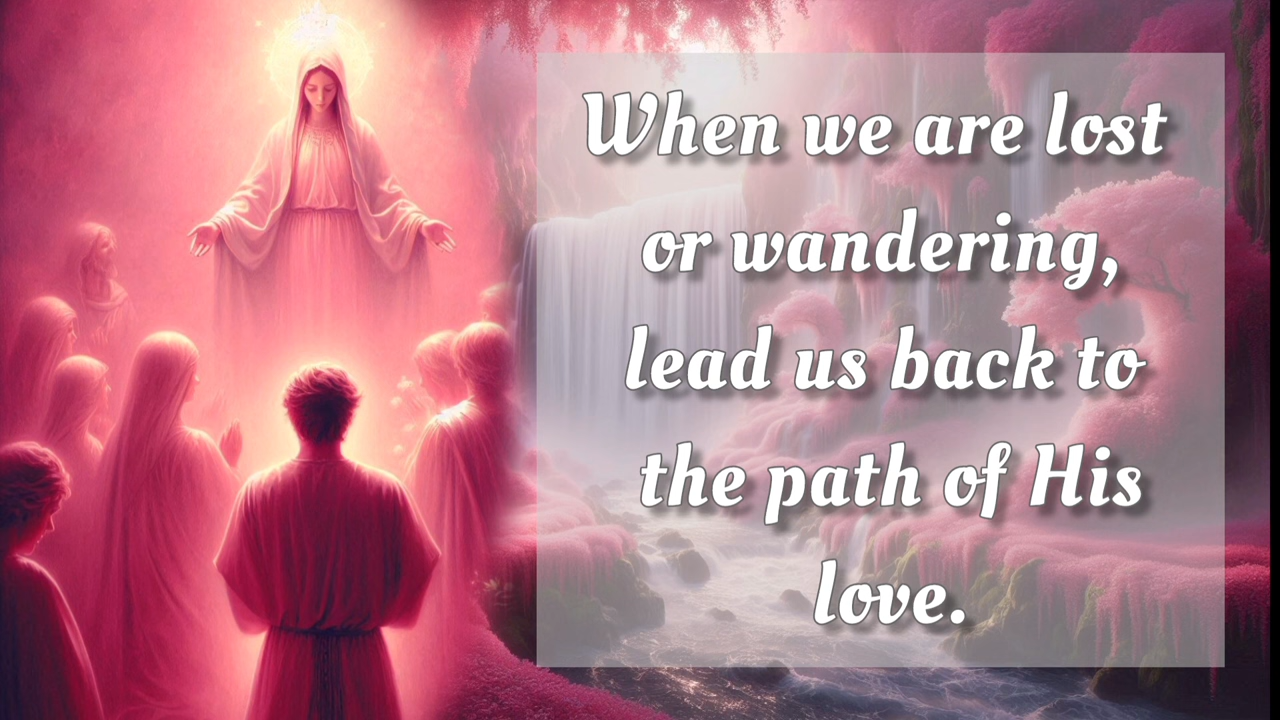 When we are lost
or wandering,
lead us back to
the path of His
love.